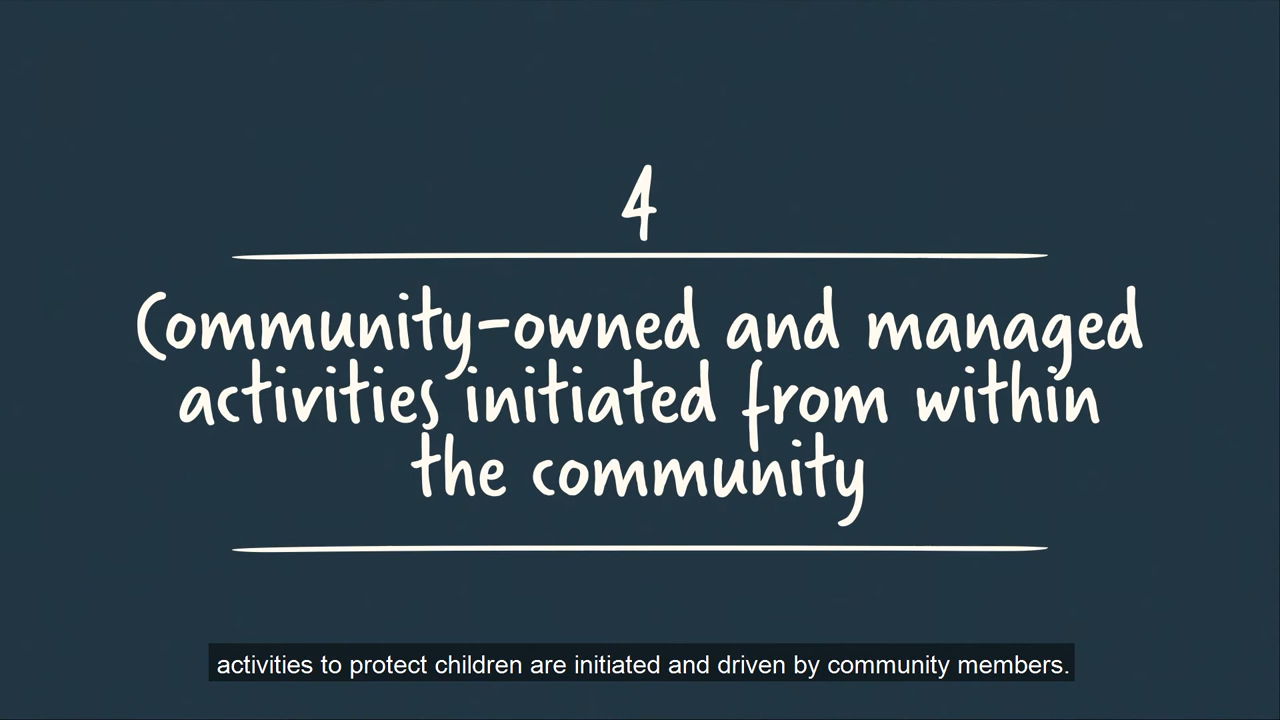 4
Community-owned and managed
activities initiated from within
the community
activities to protect children are initiated and driven by community members.